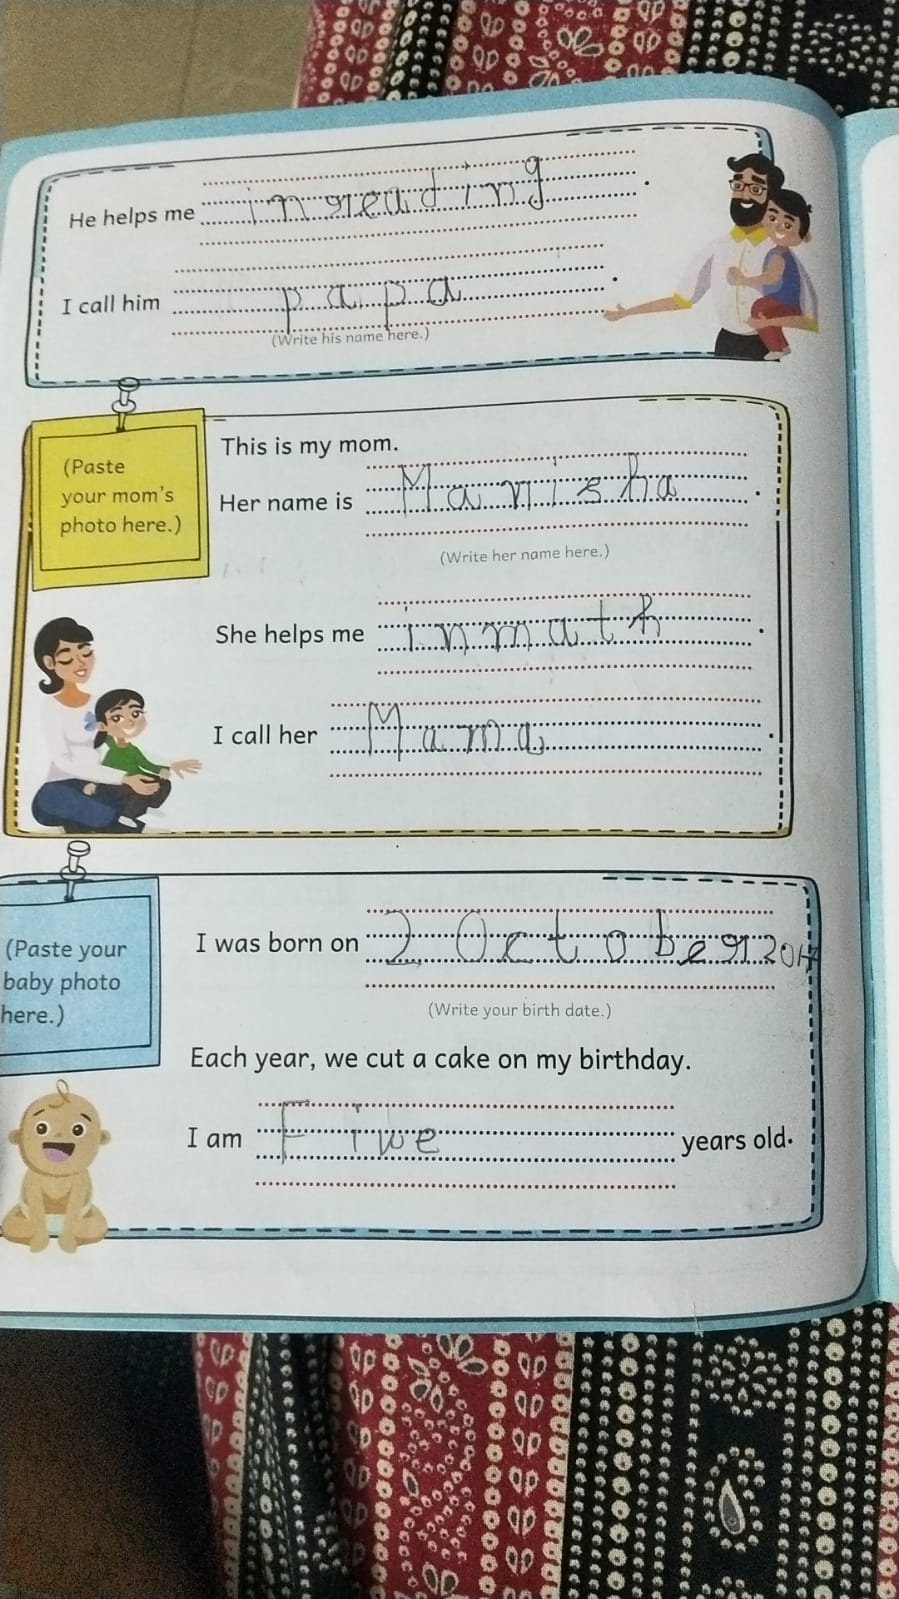 He helps me in reading.
I call him papa.
(Write his name here.)
(Paste
your mom's
photo here.)
This is my mom.
Her name is Manisha.
(Write her name here.)
She helps me in math.
I call her Mama.
(Paste your
baby photo
here.)
I was born on 2 October 2017
(Write your birth date.)
Each year, we cut a cake on my birthday.
I am Fiwe years old.